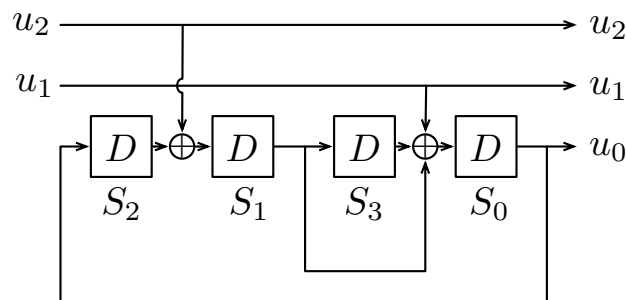 u₂ u₂
u₁ u₁
D D D D u₀
S₂ S₁ S₃ S₀